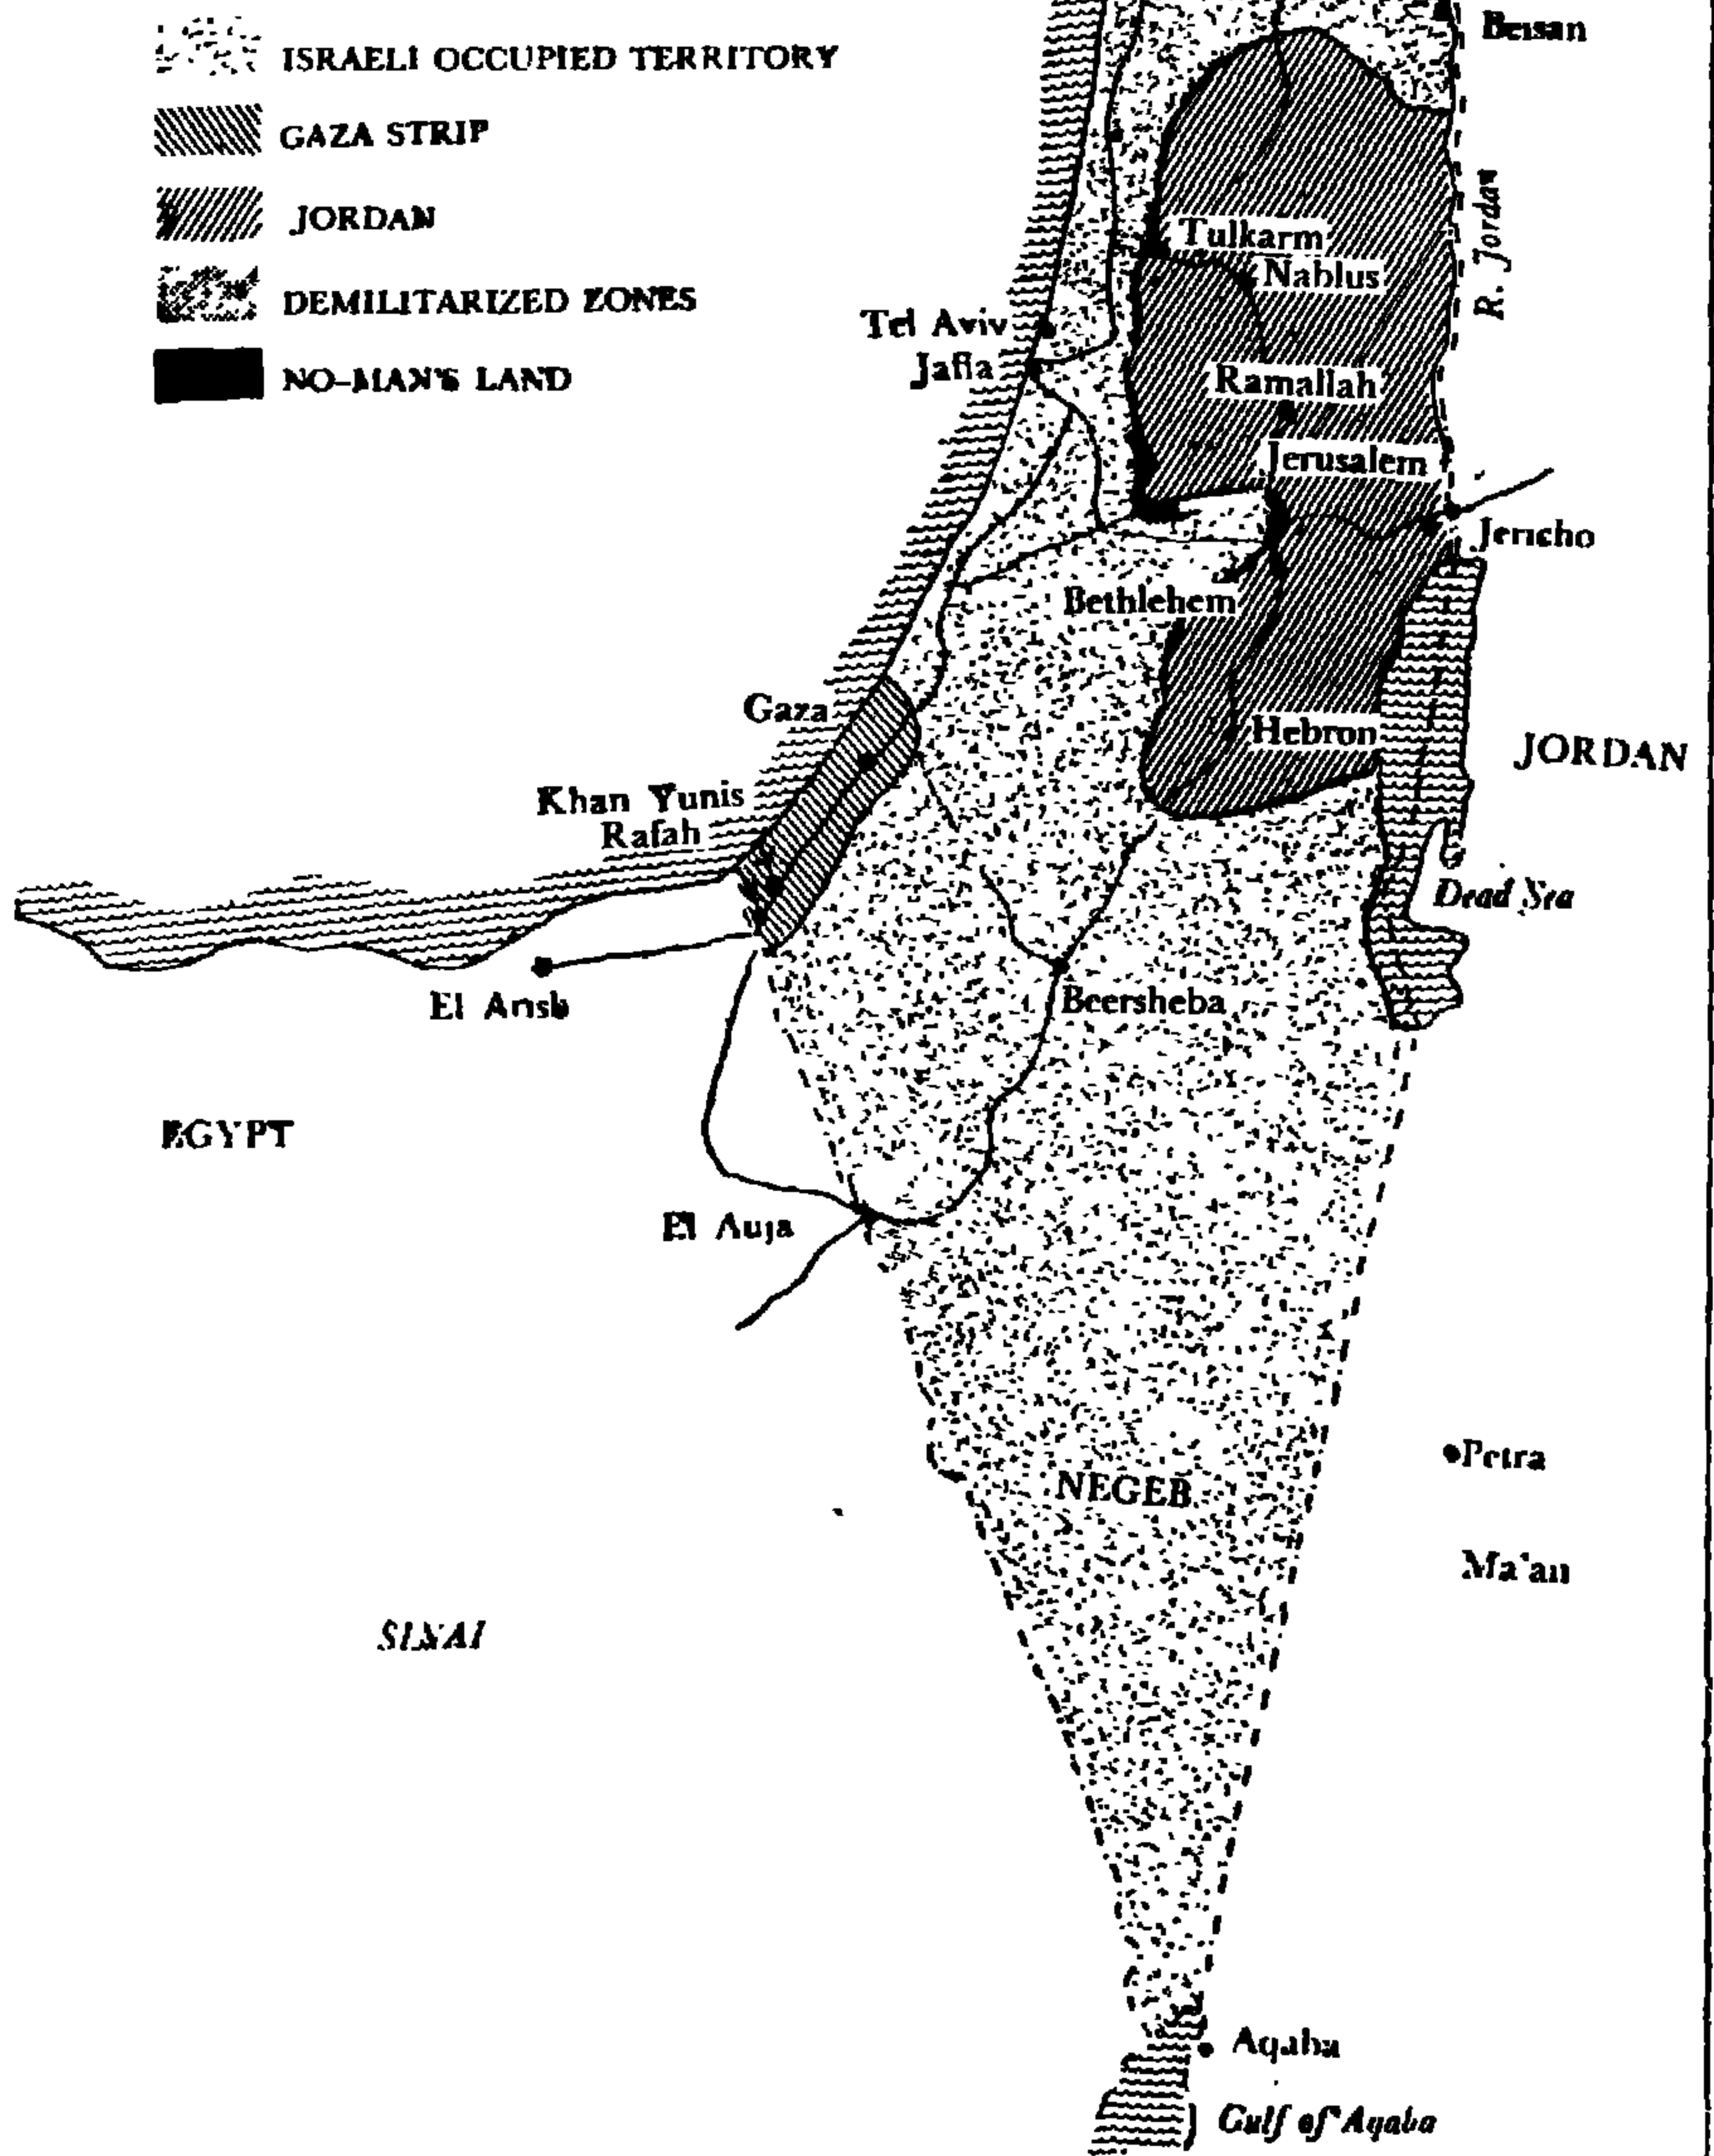 ISRAELI OCCUPIED TERRITORY
GAZA STRIP
JORDAN
DEMILITARIZED ZONES
NO-MAN'S LAND
Beisan
R. Jordan
Tulkarm
Nablus
Tel Aviv
Jaffa
Ramallah
Jerusalem
Jericho
Bethlehem
Gaza
Hebron
JORDAN
Khan Yunis
Rafah
Dead Sea
El Arish
Beersheba
EGYPT
El Auja
Petra
NEGEB
Ma'an
SINAI
Aqaba
Gulf of Aqaba